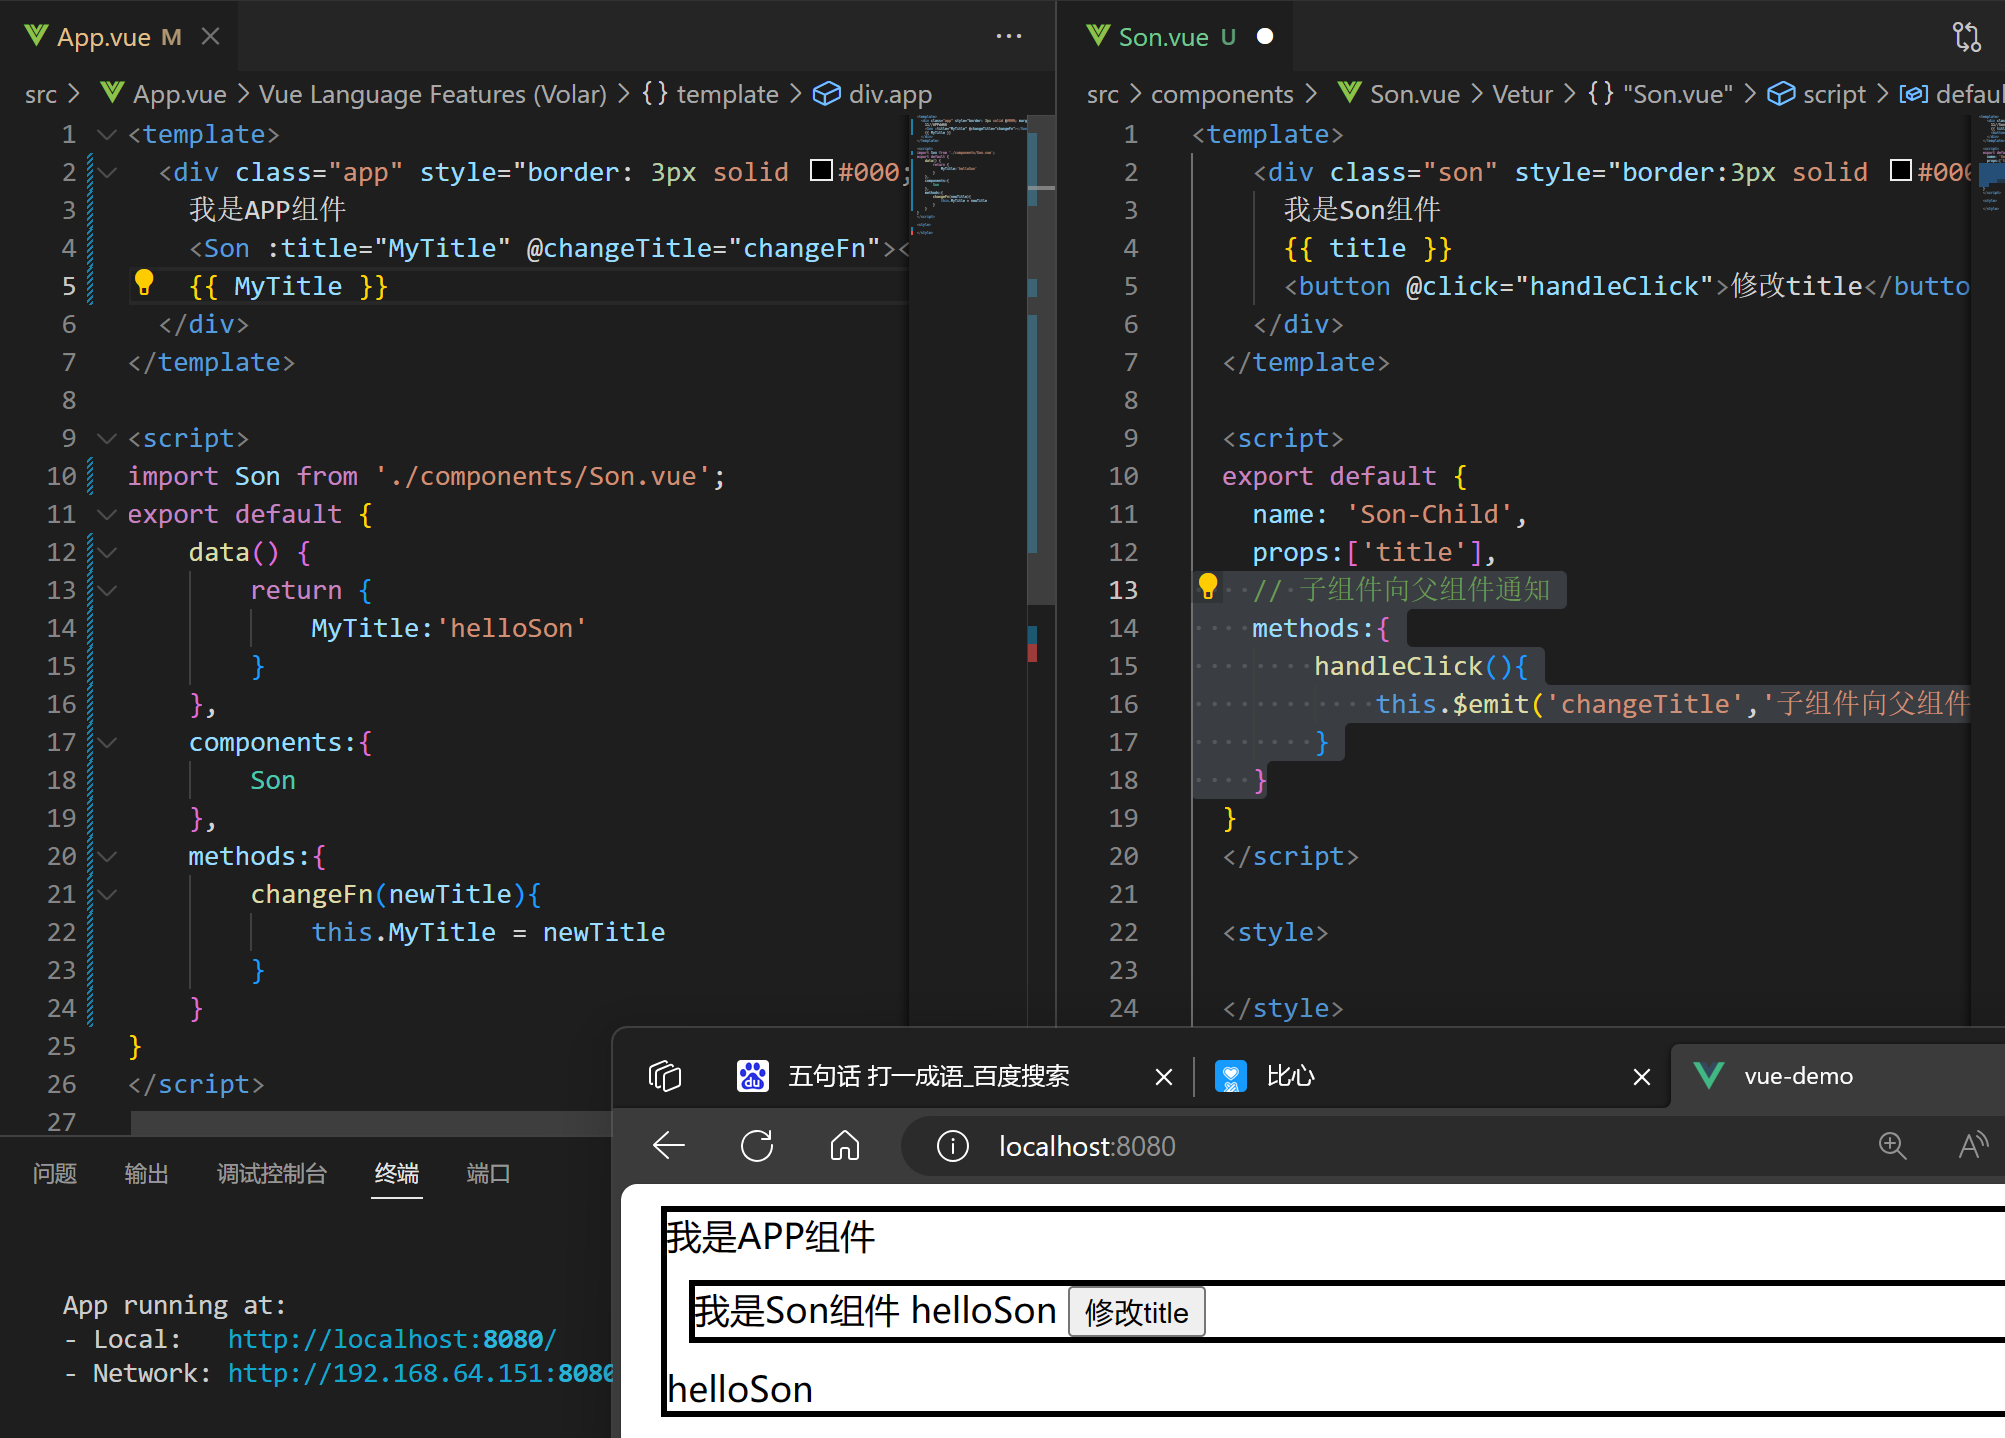 App.vue M
src > App.vue > Vue Language Features (Volar) > {} template > div.app
1 <template>
2 <div class="app" style="border: 3px solid #000;
3 我是APP组件
4 <Son :title="MyTitle" @changeTitle="changeFn"><
5 {{ MyTitle }}
6 </div>
7 </template>
8
9 <script>
10 import Son from './components/Son.vue';
11 export default {
12 data() {
13 return {
14 MyTitle:'helloSon'
15 }
16 },
17 components:{
18 Son
19 },
20 methods:{
21 changeFn(newTitle){
22 this.MyTitle = newTitle
23 }
24 }
25 }
26 </script>
27
Son.vue U
src > components > Son.vue > Vetur > {} "Son.vue" > script > defaul
1 <template>
2 <div class="son" style="border:3px solid #000
3 我是Son组件
4 {{ title }}
5 <button @click="handleClick">修改title</butto
6 </div>
7 </template>
8
9 <script>
10 export default {
11 name: 'Son-Child',
12 props:['title'],
13 // 子组件向父组件通知
14 methods:{
15 handleClick(){
16 this.$emit('changeTitle','子组件向父组件
17 }
18 }
19 }
20 </script>
21
22 <style>
23
24 </style>
问题 输出 调试控制台 终端 端口
App running at:
- Local: http://localhost:8080/
- Network: http://192.168.64.151:8080
五句话 打一成语_百度搜索 比心 vue-demo
localhost:8080
我是APP组件
我是Son组件 helloSon 修改title
helloSon